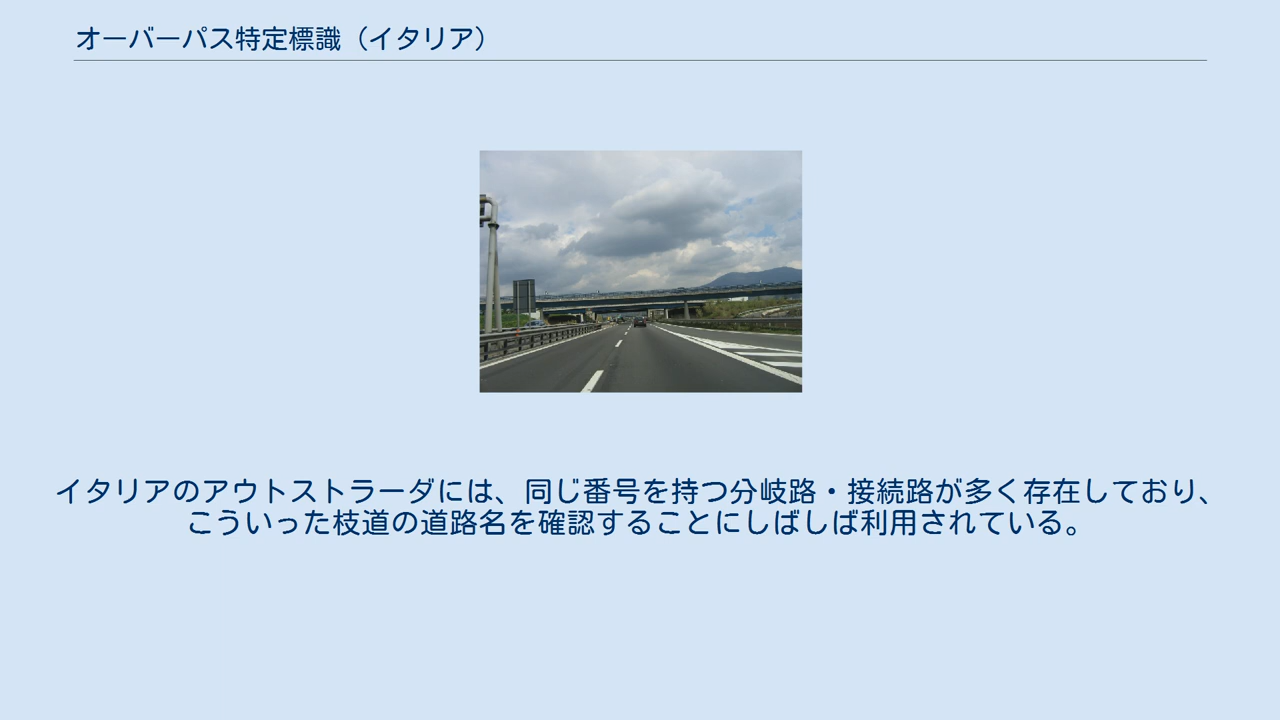 オーバーパス特定標識（イタリア）
イタリアのアウトストラーダには、同じ番号を持つ分岐路・接続路が多く存在しており、
こういった枝道の道路名を確認することにしばしば利用されている。